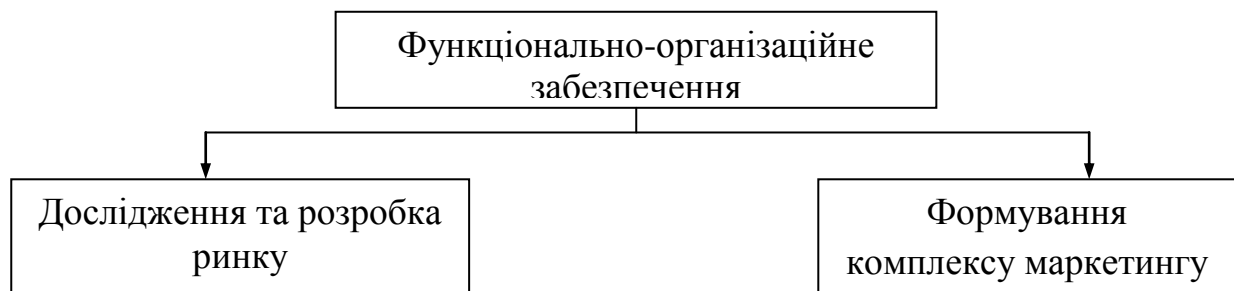 Функціонально-організаційне
забезпечення
Дослідження та розробка
ринку
Формування
комплексу маркетингу